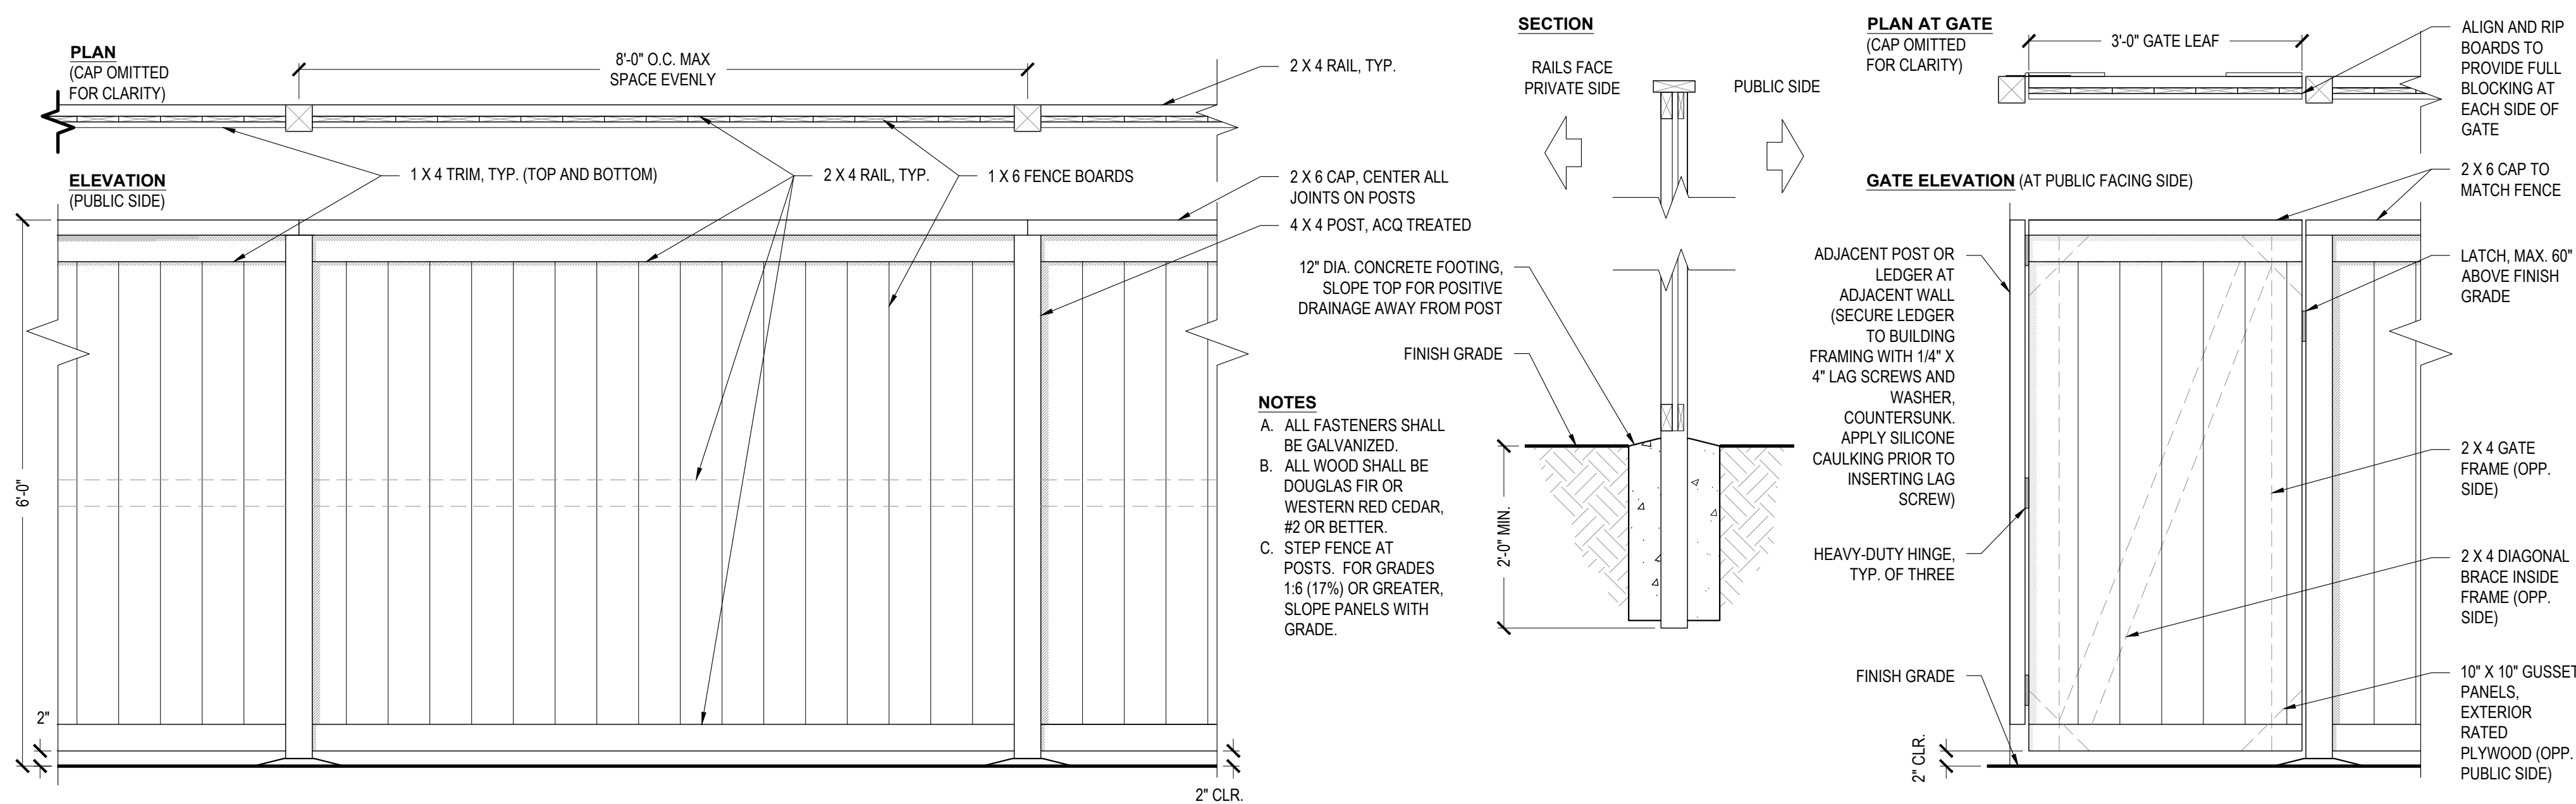 PLAN
(CAP OMITTED
FOR CLARITY)
8'-0" O.C. MAX
SPACE EVENLY
2 X 4 RAIL, TYP.
1 X 4 TRIM, TYP. (TOP AND BOTTOM)
2 X 4 RAIL, TYP.
1 X 6 FENCE BOARDS
ELEVATION
(PUBLIC SIDE)
2 X 6 CAP, CENTER ALL
JOINTS ON POSTS
4 X 4 POST, ACQ TREATED
12" DIA. CONCRETE FOOTING,
SLOPE TOP FOR POSITIVE
DRAINAGE AWAY FROM POST
FINISH GRADE
6'-0"
2"
2" CLR.
NOTES
A. ALL FASTENERS SHALL
BE GALVANIZED.
B. ALL WOOD SHALL BE
DOUGLAS FIR OR
WESTERN RED CEDAR,
#2 OR BETTER.
C. STEP FENCE AT
POSTS. FOR GRADES
1:6 (17%) OR GREATER,
SLOPE PANELS WITH
GRADE.
SECTION
RAILS FACE
PRIVATE SIDE
PUBLIC SIDE
2'-0" MIN.
PLAN AT GATE
(CAP OMITTED
FOR CLARITY)
3'-0" GATE LEAF
ALIGN AND RIP
BOARDS TO
PROVIDE FULL
BLOCKING AT
EACH SIDE OF
GATE
GATE ELEVATION (AT PUBLIC FACING SIDE)
2 X 6 CAP TO
MATCH FENCE
ADJACENT POST OR
LEDGER AT
ADJACENT WALL
(SECURE LEDGER
TO BUILDING
FRAMING WITH 1/4" X
4" LAG SCREWS AND
WASHER,
COUNTERSUNK.
APPLY SILICONE
CAULKING PRIOR TO
INSERTING LAG
SCREW)
HEAVY-DUTY HINGE,
TYP. OF THREE
FINISH GRADE
2" CLR.
LATCH, MAX. 60"
ABOVE FINISH
GRADE
2 X 4 GATE
FRAME (OPP.
SIDE)
2 X 4 DIAGONAL
BRACE INSIDE
FRAME (OPP.
SIDE)
10" X 10" GUSSET
PANELS,
EXTERIOR
RATED
PLYWOOD (OPP.
PUBLIC SIDE)